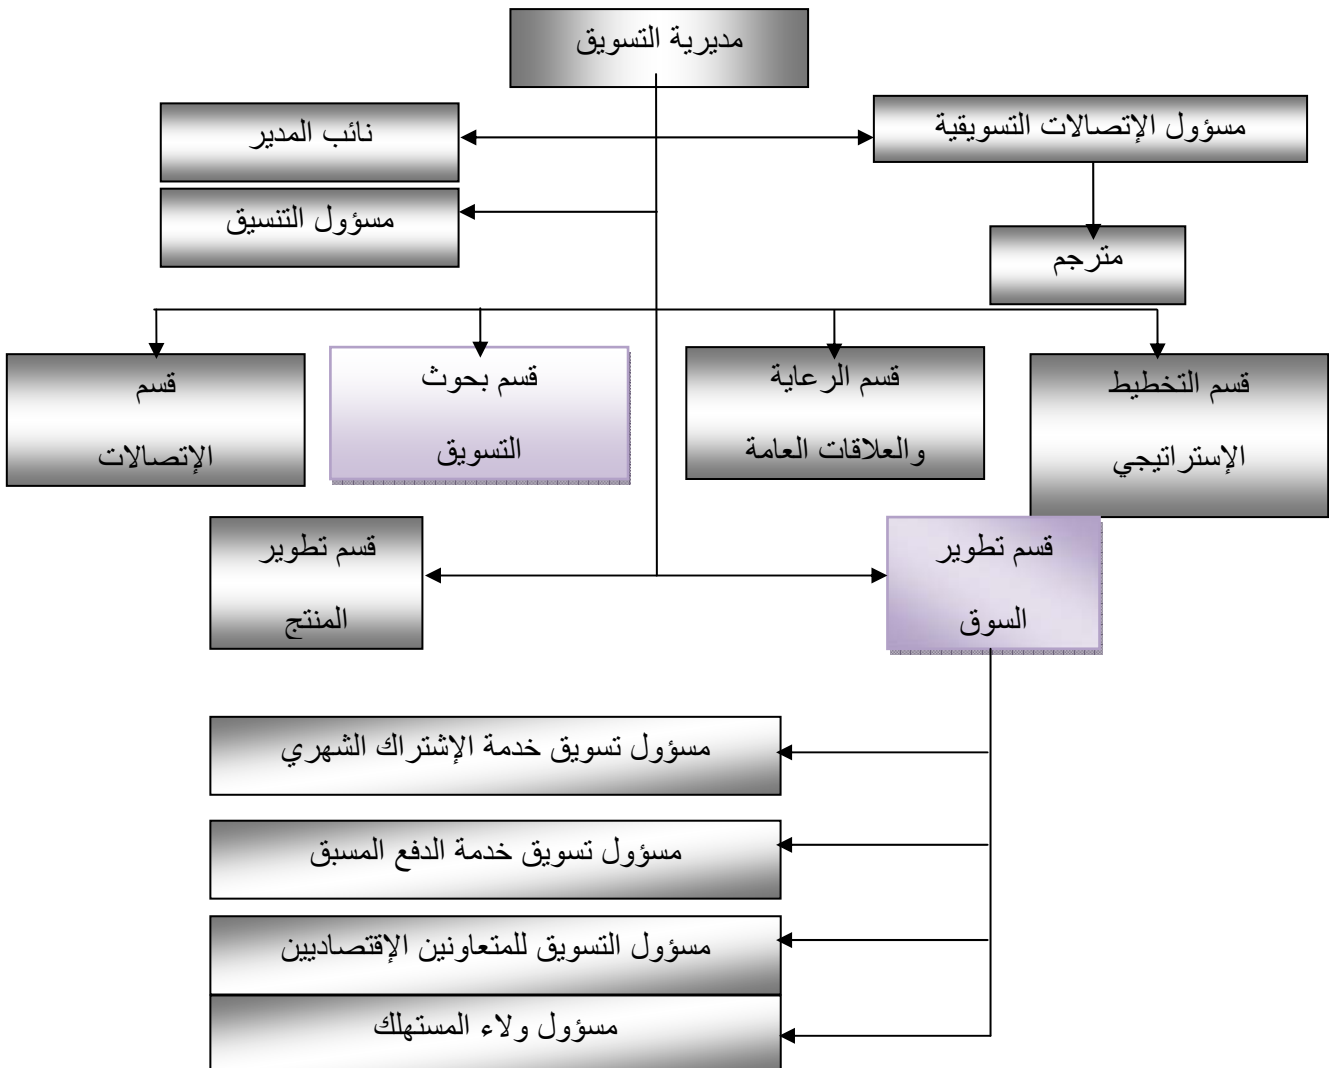 مديرية التسويق
مسؤول الإتصالات التسويقية
نائب المدير
مسؤول التنسيق
مترجم
قسم التخطيط
الإستراتيجي
قسم الرعاية
والعلاقات العامة
قسم بحوث
التسويق
قسم
الإتصالات
قسم تطوير
السوق
قسم تطوير
المنتج
مسؤول تسويق خدمة الإشتراك الشهري
مسؤول تسويق خدمة الدفع المسبق
مسؤول التسويق للمتعاونين الإقتصاديين
مسؤول ولاء المستهلك